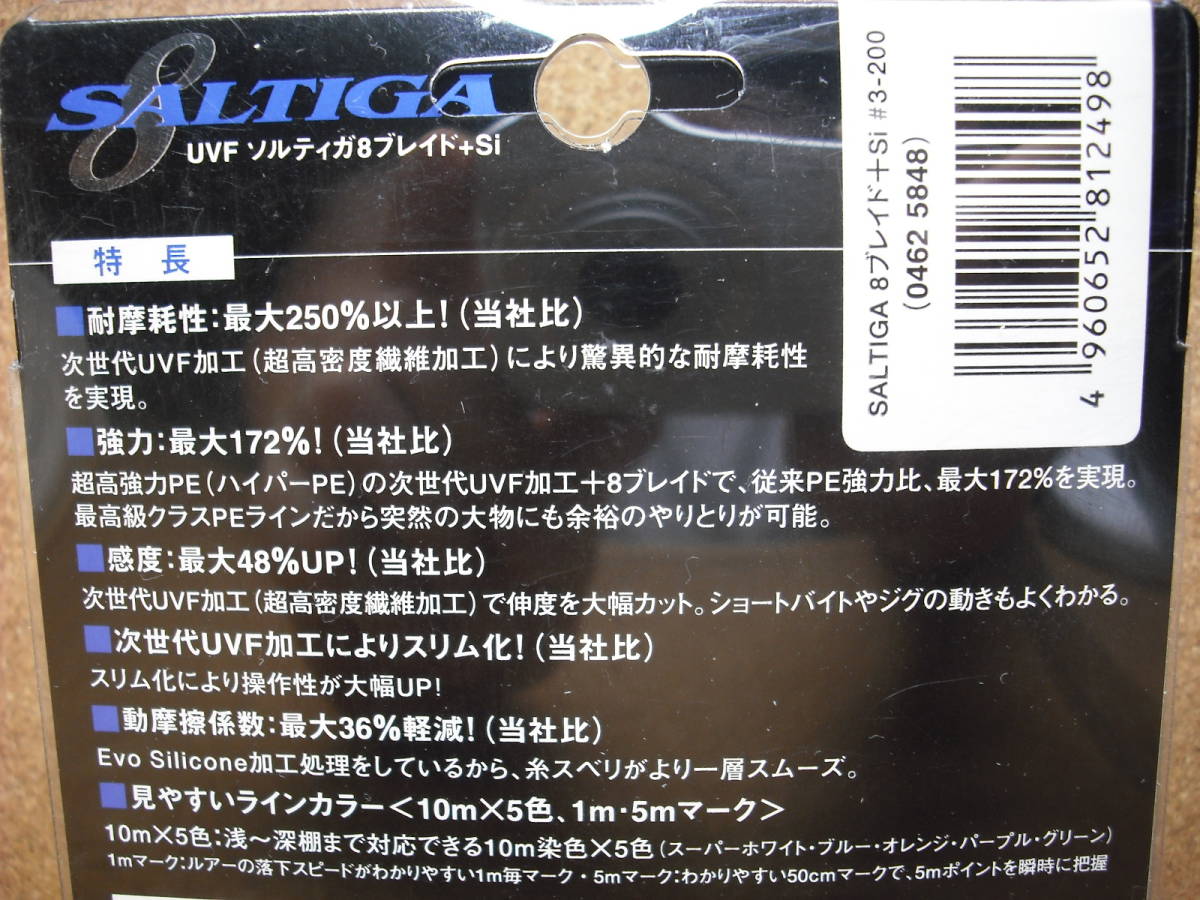 8
SALTIGA
UVF ソルティガ8ブレイド+Si
特長
耐摩耗性:最大250%以上!(当社比)
次世代UVF加工(超高密度繊維加工)により驚異的な耐摩耗性
を実現。
強力:最大172%!(当社比)
超高強力PE(ハイパーPE)の次世代UVF加工+8ブレイドで、従来PE強力比、最大172%を実現。
最高級クラスPEラインだから突然の大物にも余裕のやりとりが可能。
感度:最大48%UP!(当社比)
次世代UVF加工(超高密度繊維加工)で伸度を大幅カット。ショートバイトやジグの動きもよくわかる。
次世代UVF加工によりスリム化!(当社比)
スリム化により操作性が大幅UP!
動摩擦係数:最大36%軽減!(当社比)
Evo Silicone加工処理をしているから、糸スベリがより一層スムーズ。
見やすいラインカラー<10m×5色、1m・5mマーク>
10m×5色:浅~深棚まで対応できる10m染色×5色(スーパーホワイト・ブルー・オレンジ・パープル・グリーン)
1mマーク:ルアーの落下スピードがわかりやすい1m毎マーク・5mマーク:わかりやすい50cmマークで、5mポイントを瞬時に把握
SALTIGA 8ブレイド+Si #3-200
(0462 5848)
4 960652 812498